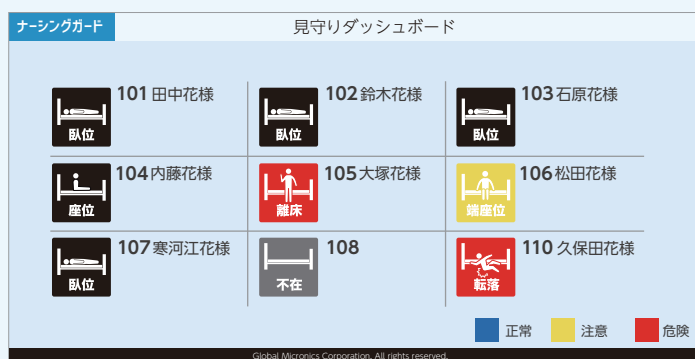 ナーシングガード 見守りダッシュボード
101 田中花様 102 鈴木花様 103 石原花様
臥位 臥位 臥位
104 内藤花様 105 大塚花様 106 松田花様
座位 離床 端座位
107 寒河江花様 108 110 久保田花様
臥位 不在 転落
正常 注意 危険
Global Micronics Corporation. All rights reserved.